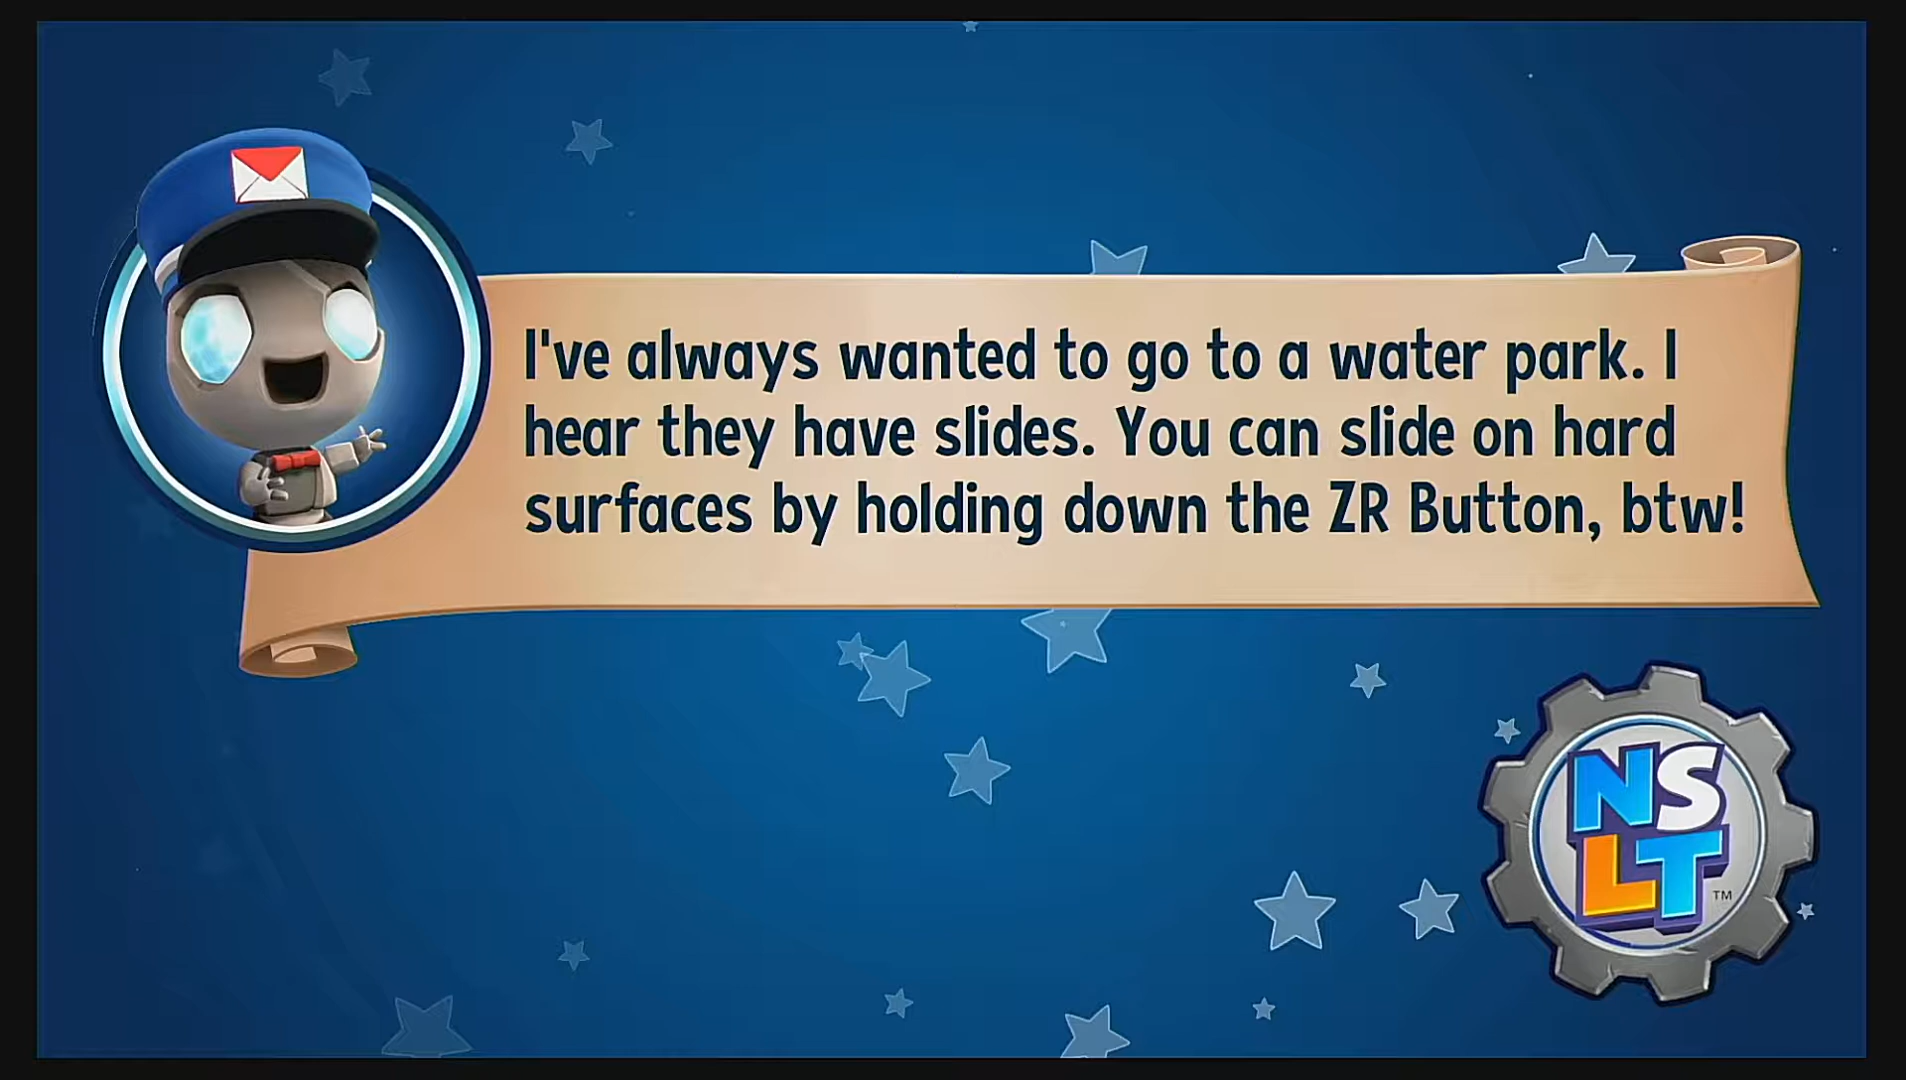 I've always wanted to go to a water park. I
hear they have slides. You can slide on hard
surfaces by holding down the ZR Button, btw!
NS
LT
TM